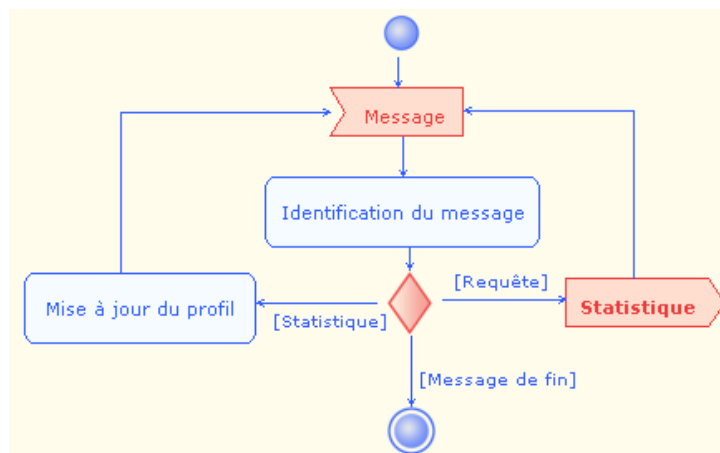 Message
Identification du message
[Requête]
Mise à jour du profil
Statistique
[Statistique]
[Message de fin]